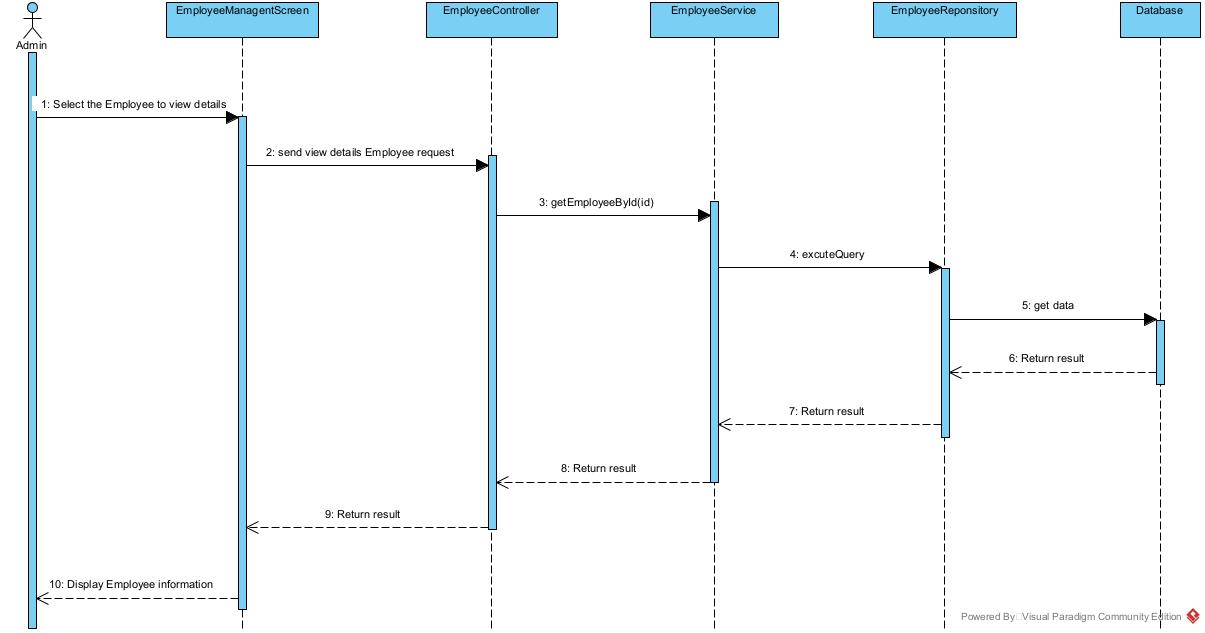 Admin
EmployeeManagentScreen
EmployeeController
EmployeeService
EmployeeReponsitory
Database
1: Select the Employee to view details
2: send view details Employee request
3: getEmployeeById(id)
4: excuteQuery
5: get data
6: Return result
7: Return result
8: Return result
9: Return result
10: Display Employee information
Powered By Visual Paradigm Community Edition